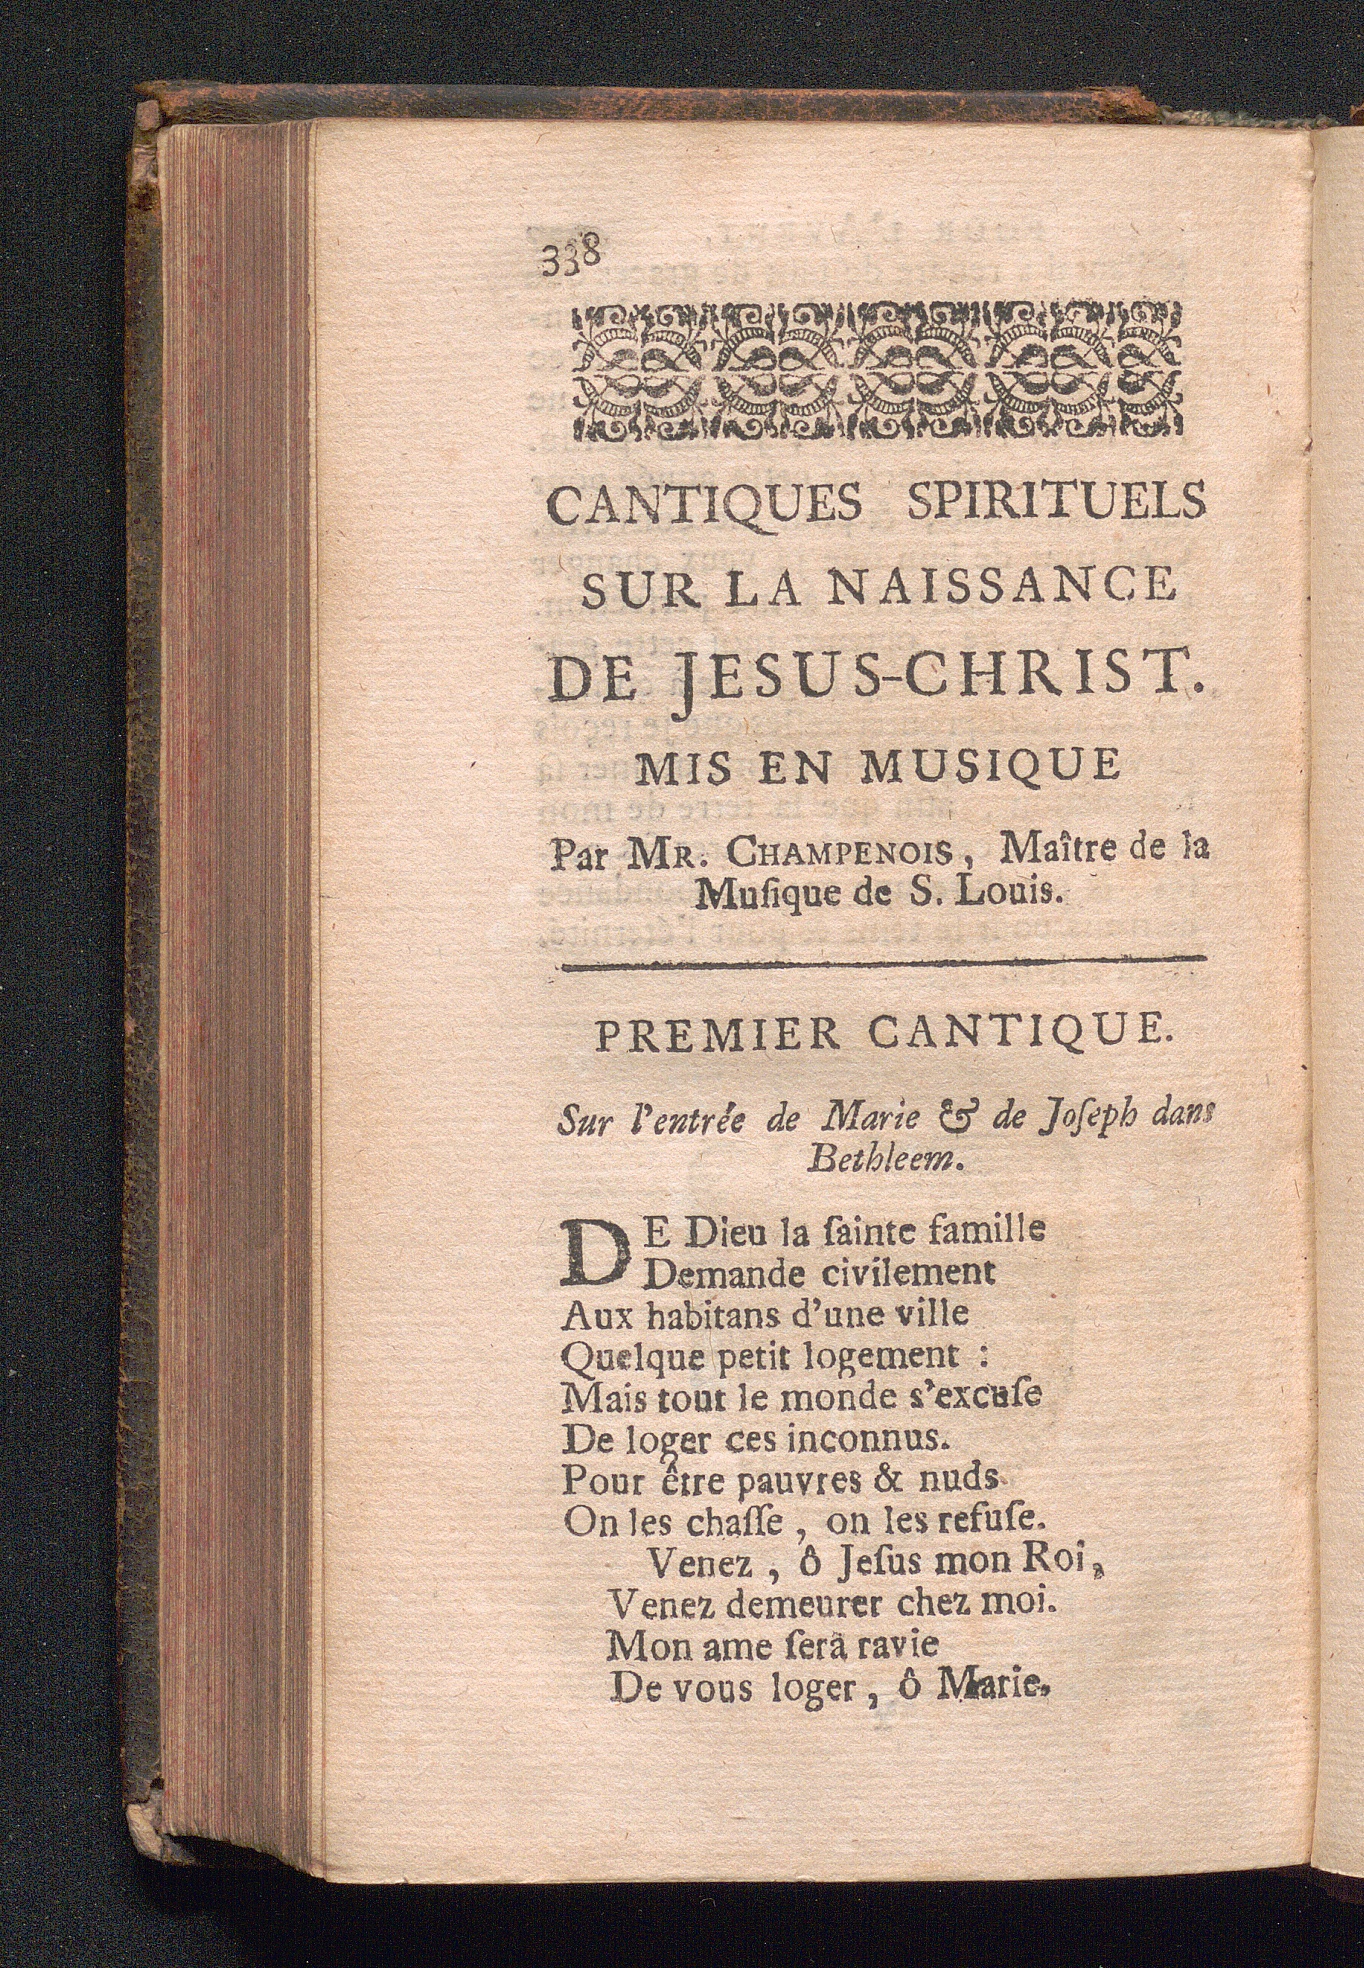 338
CANTIQUES SPIRITUELS
SUR LA NAISSANCE
DE JESUS-CHRIST.
MIS EN MUSIQUE
Par MR. CHAMPENOIS, Maître de la
Muſique de S. Louis.
PREMIER CANTIQUE.
Sur l'entrée de Marie & de Joſeph dans
Bethleem.
DE Dieu la ſainte famille
Demande civilement
Aux habitans d'une ville
Quelque petit logement :
Mais tout le monde s'excuſe
De loger ces inconnus.
Pour être pauvres & nuds
On les chaſſe , on les refuſe.
Venez , ô Jeſus mon Roi,
Venez demeurer chez moi.
Mon ame ſera ravie
De vous loger , ô Marie.